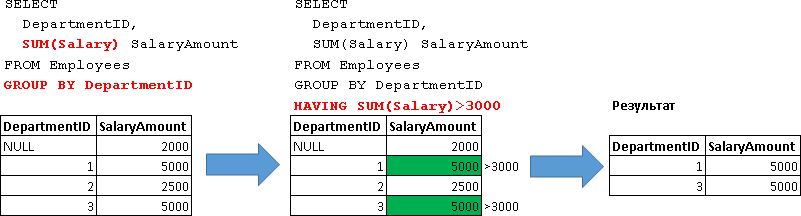 SELECT
DepartmentID,
SUM(Salary) SalaryAmount
FROM Employees
GROUP BY DepartmentID
DepartmentID SalaryAmount
NULL 2000
1 5000
2 2500
3 5000
SELECT
DepartmentID,
SUM(Salary) SalaryAmount
FROM Employees
GROUP BY DepartmentID
HAVING SUM(Salary)>3000
DepartmentID SalaryAmount
NULL 2000
1 5000 >3000
2 2500
3 5000 >3000
Результат
DepartmentID SalaryAmount
1 5000
3 5000